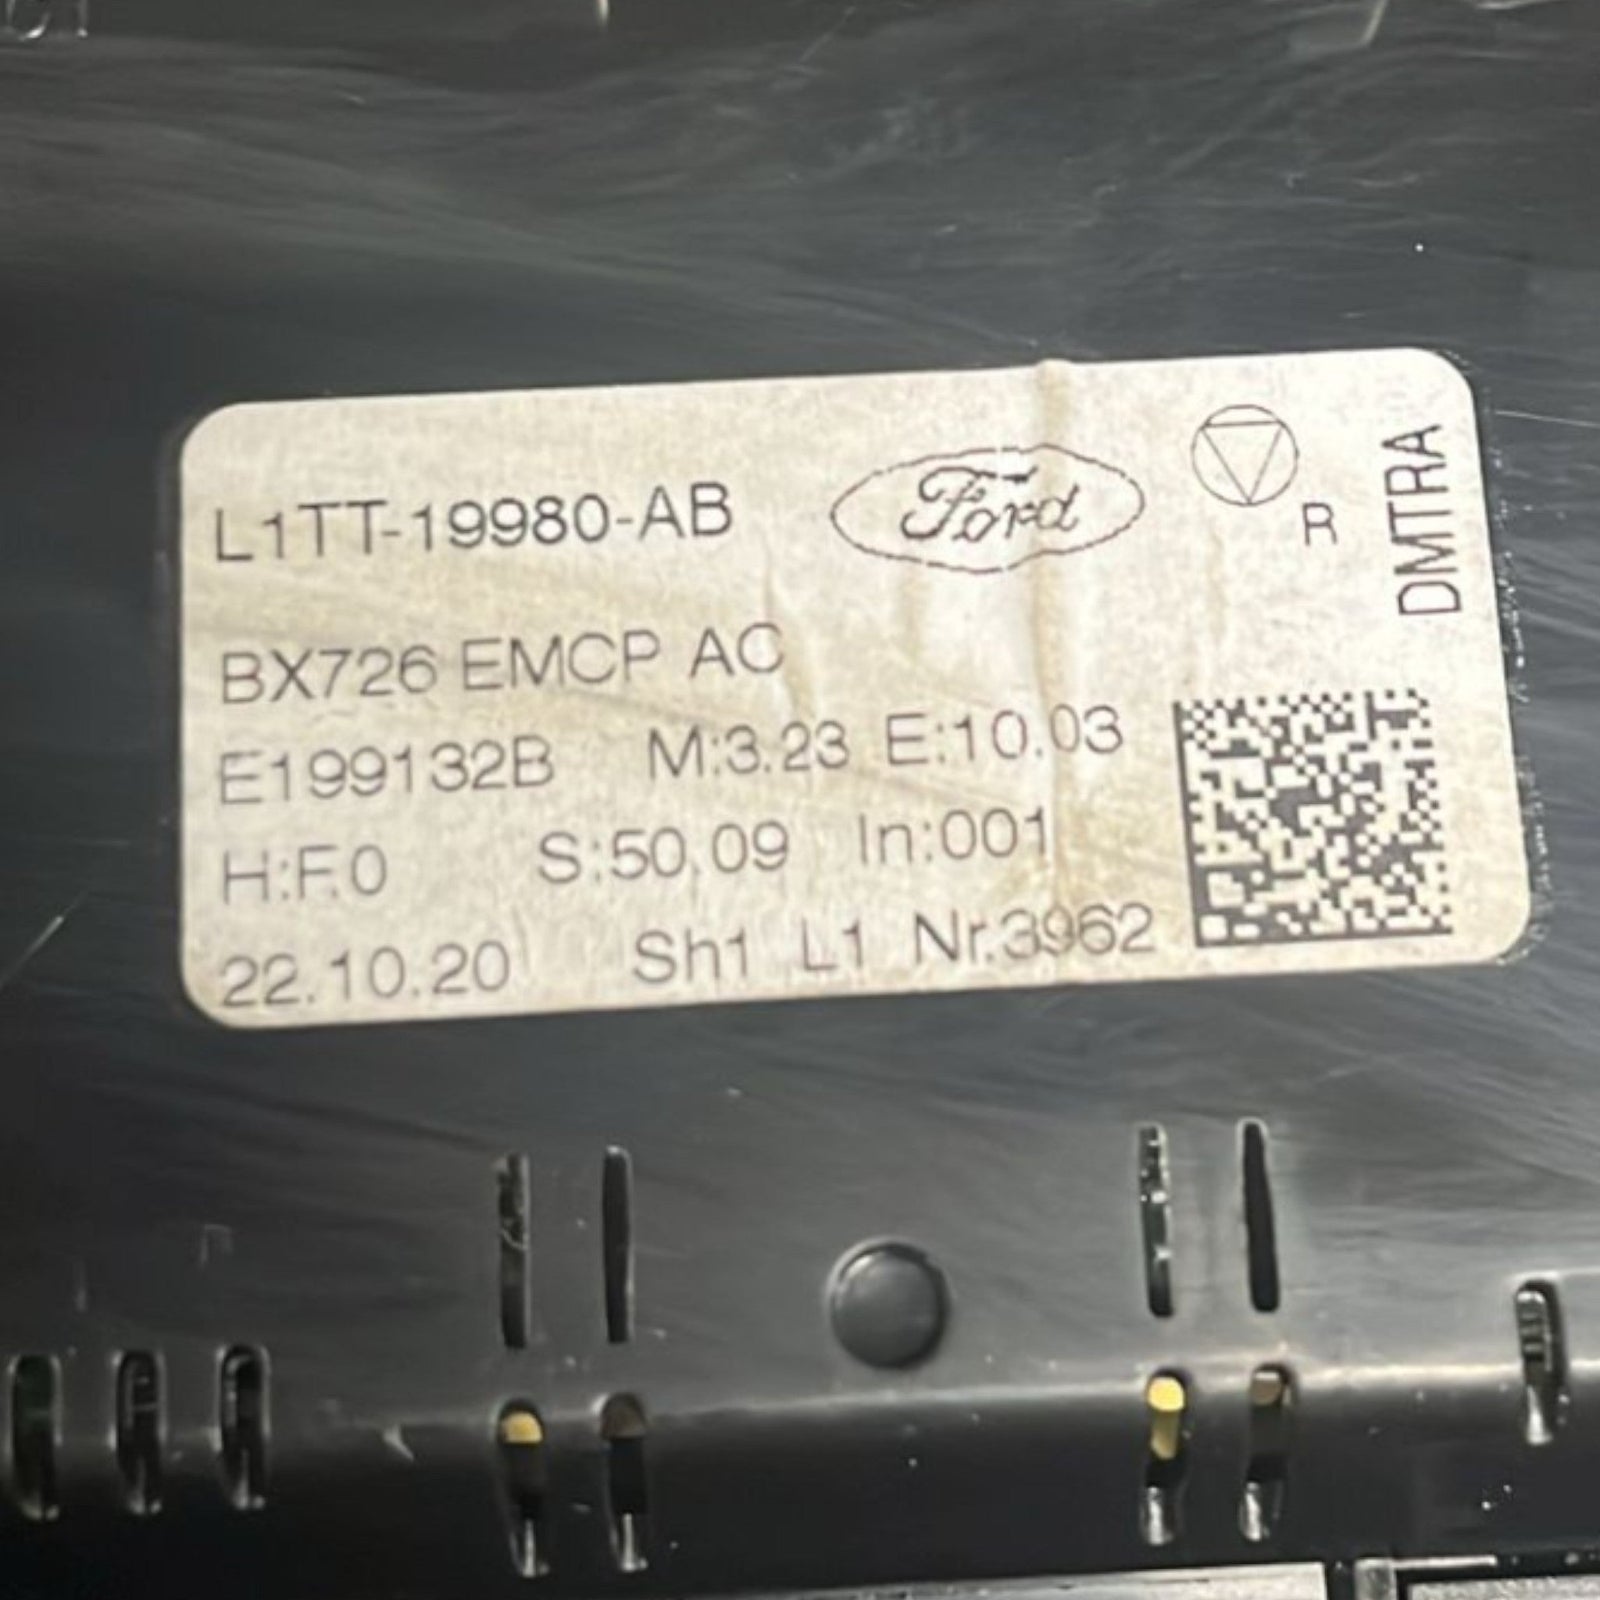 L1TT-19980-AB
Ford
R
DMTRA
BX726 EMCP AC
E199132B M:3.23 E:10.03
H:F.0 S:50.09 In:001
22.10.20 Sh1 L1 Nr.3962